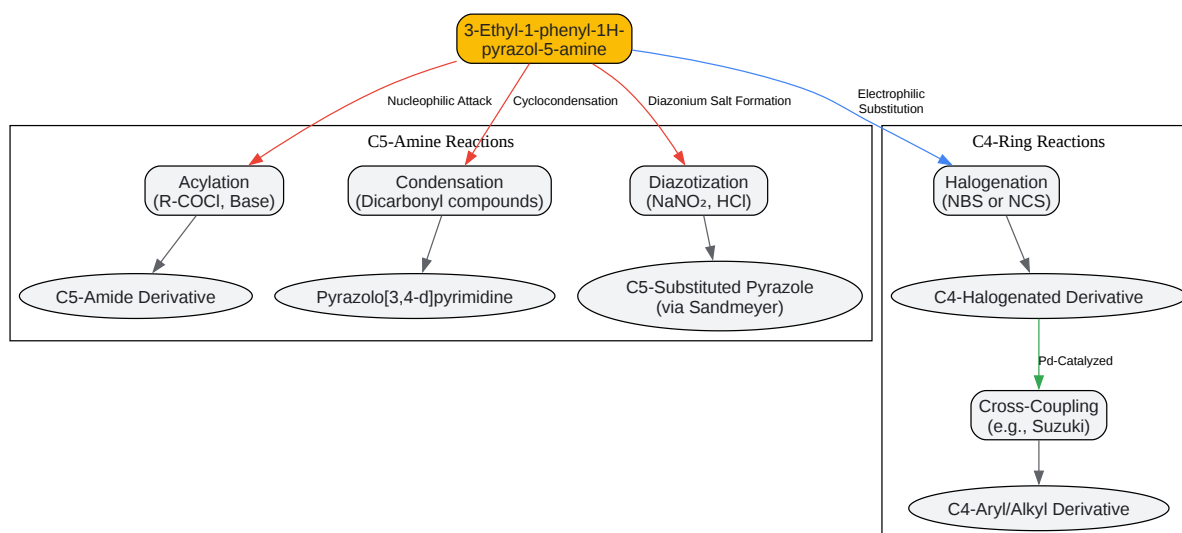 3-Ethyl-1-phenyl-1H-
pyrazol-5-amine
Nucleophilic Attack
Cyclocondensation
Diazonium Salt Formation
Electrophilic
Substitution
C5-Amine Reactions
C4-Ring Reactions
Acylation
(R-COCl, Base)
Condensation
(Dicarbonyl compounds)
Diazotization
(NaNO₂, HCl)
Halogenation
(NBS or NCS)
C5-Amide Derivative
Pyrazolo[3,4-d]pyrimidine
C5-Substituted Pyrazole
(via Sandmeyer)
C4-Halogenated Derivative
Pd-Catalyzed
Cross-Coupling
(e.g., Suzuki)
C4-Aryl/Alkyl Derivative